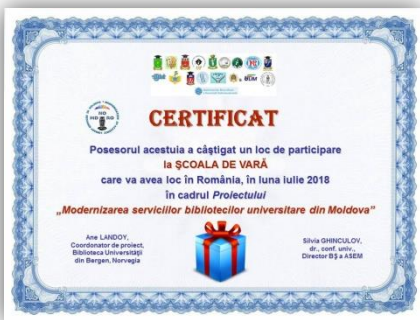 CERTIFICAT
Posesorul acestuia a câștigat un loc de participare
la ȘCOALA DE VARĂ
care va avea loc în România, în luna iulie 2018
în cadrul Proiectului
„Modernizarea serviciilor bibliotecilor universitare din Moldova”
Ane LANDOY,
Coordonator de proiect,
Biblioteca Universității
din Bergen, Norvegia
Silvia GHINCULOV,
dr., conf. univ.,
Director BȘ a ASEM